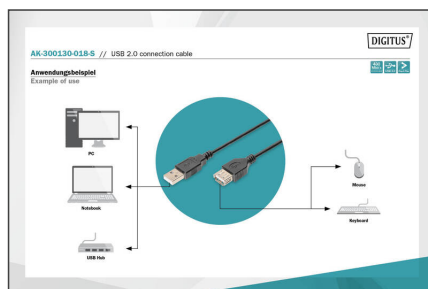 DIGITUS®
AK-300130-018-S // USB 2.0 connection cable
Anwendungsbeispiel
Example of use
PC
Notebook
USB Hub
Mouse
Keyboard